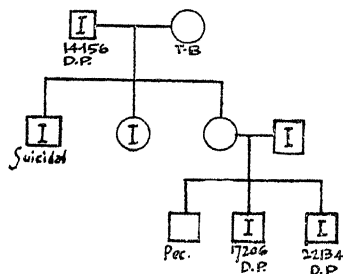 I
14156
D.P.
T-B
I
Suicidal
I
I
Pec.
I
17206
D.P.
I
22134
D.P.